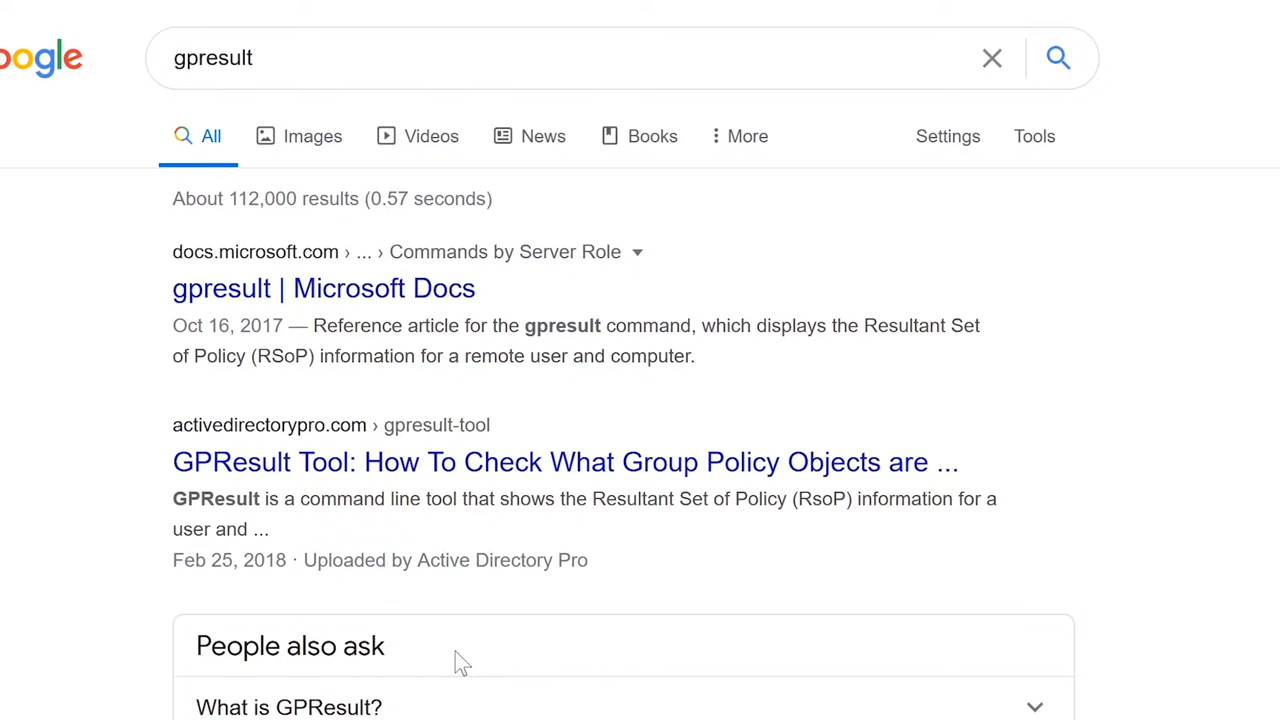 oogle
gpresult
All Images Videos News Books More Settings Tools
About 112,000 results (0.57 seconds)
docs.microsoft.com › ... › Commands by Server Role
gpresult | Microsoft Docs
Oct 16, 2017 — Reference article for the gpresult command, which displays the Resultant Set
of Policy (RSoP) information for a remote user and computer.
activedirectorypro.com › gpresult-tool
GPResult Tool: How To Check What Group Policy Objects are ...
GPResult is a command line tool that shows the Resultant Set of Policy (RsoP) information for a
user and ...
Feb 25, 2018 · Uploaded by Active Directory Pro
People also ask
What is GPResult?